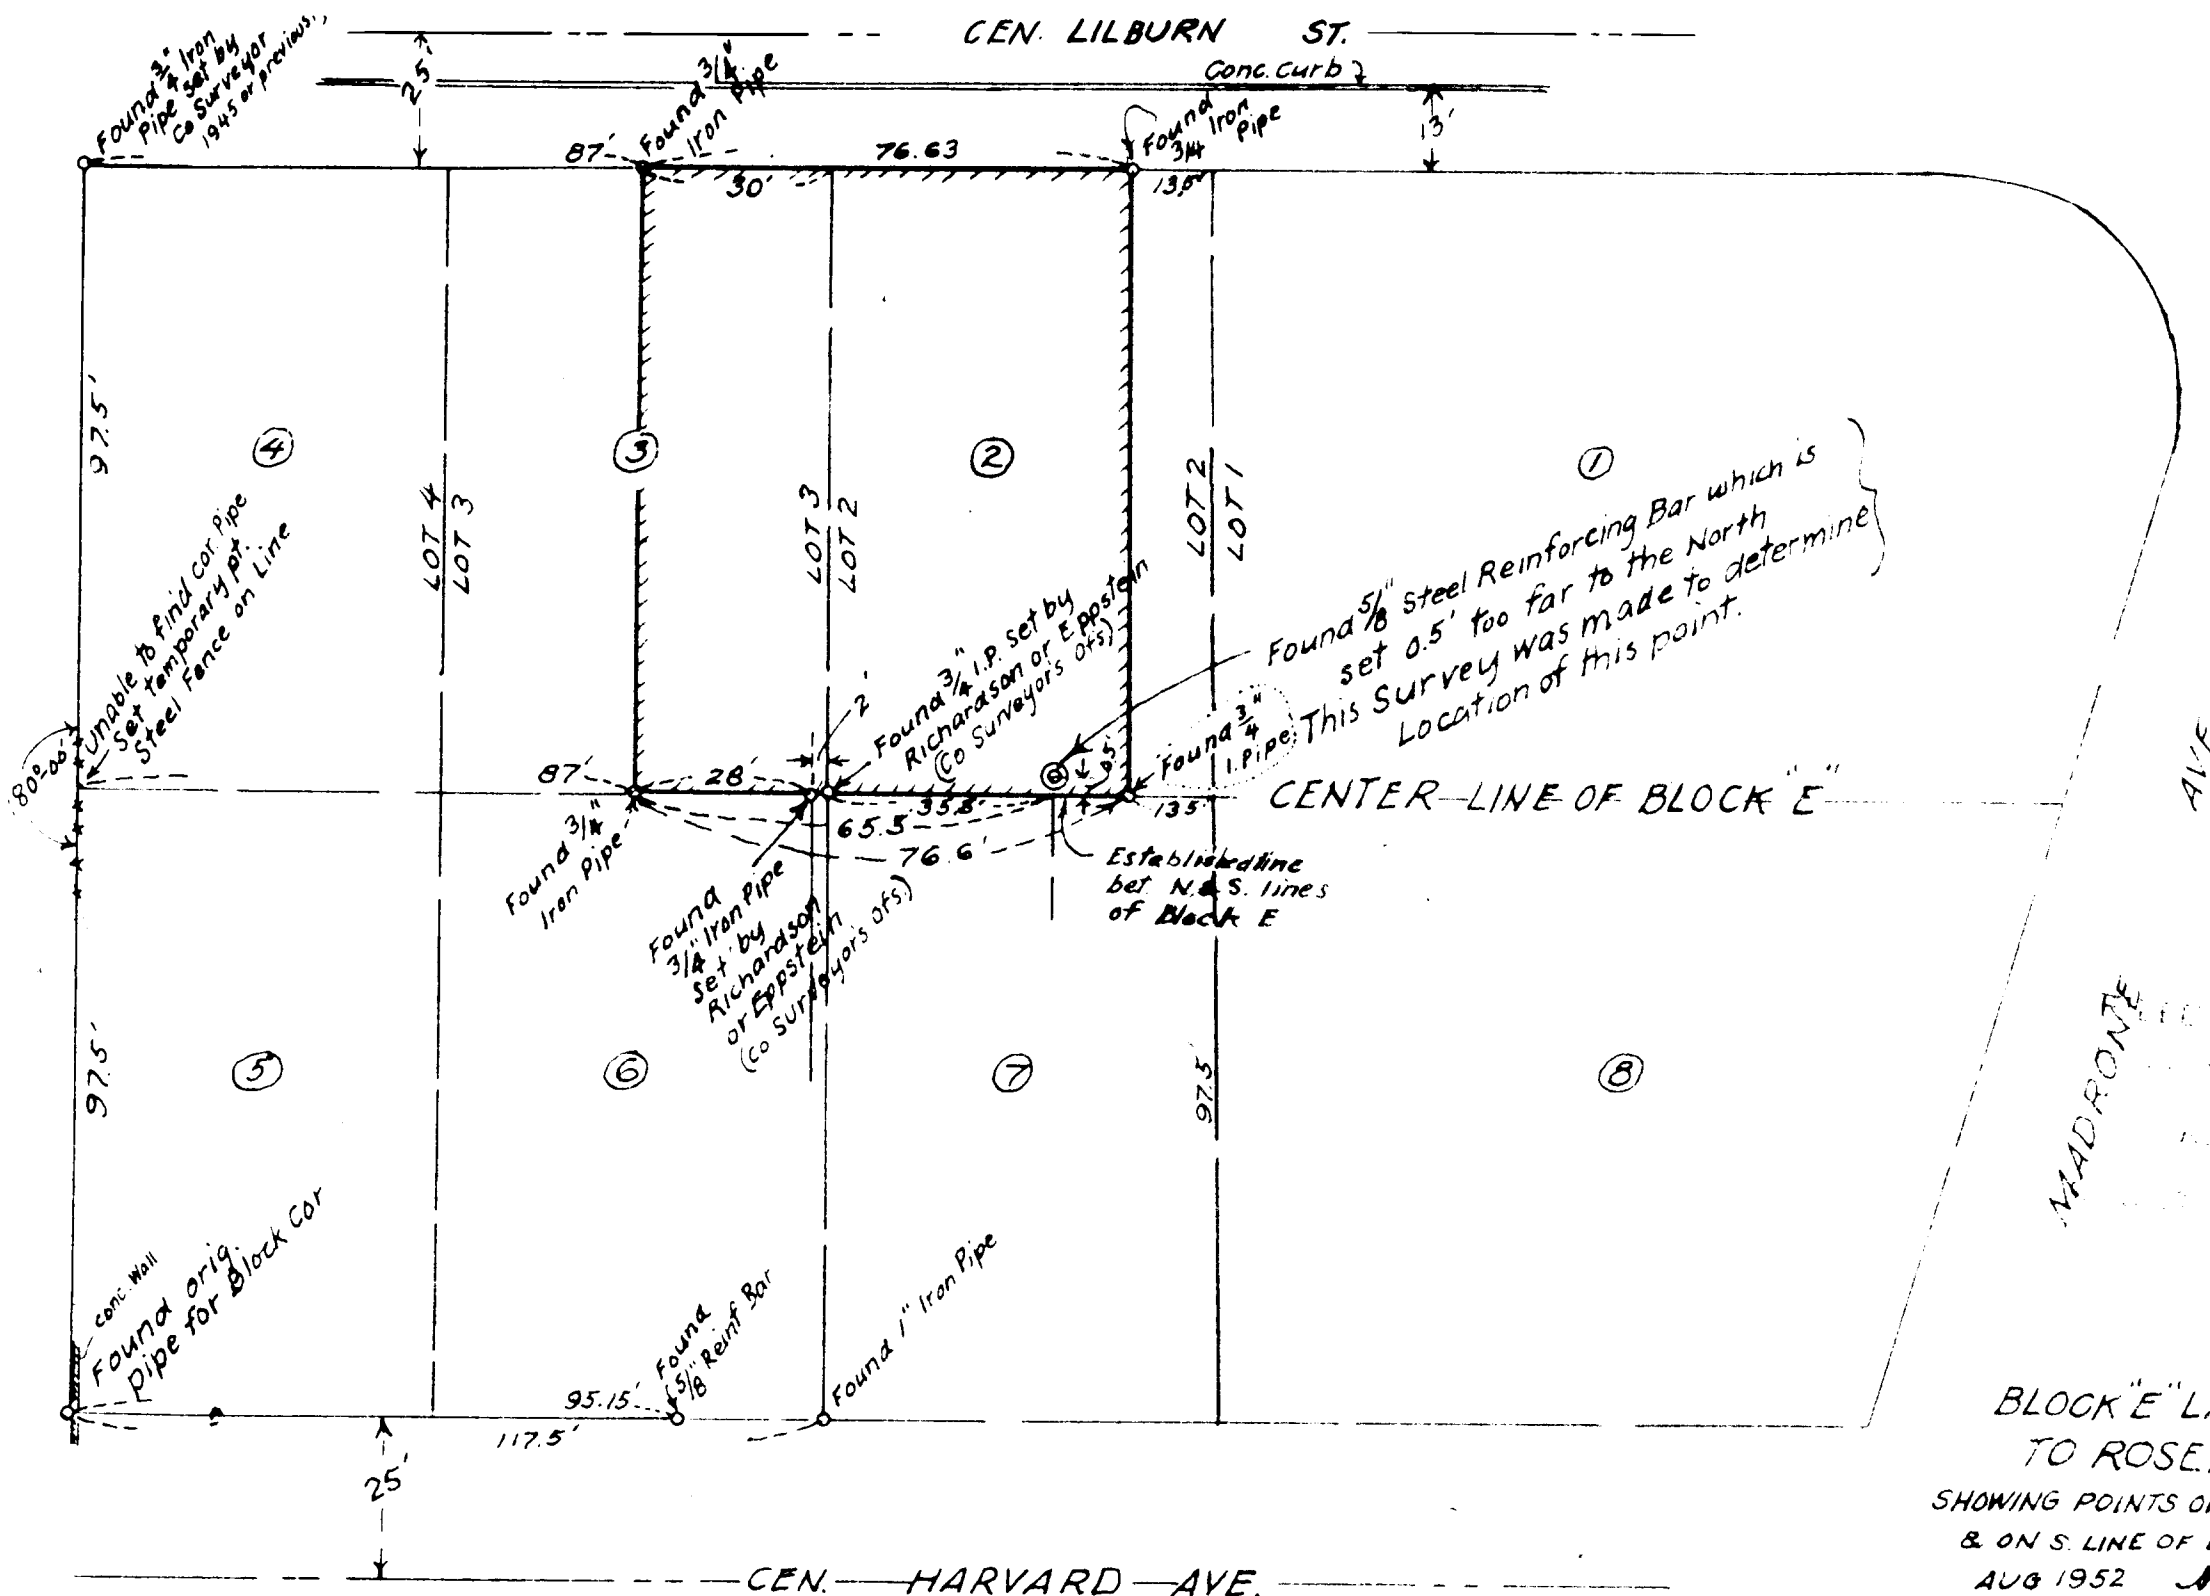 CEN. LILBURN ST.
Found 3/4" Iron
Pipe set by
Co Surveyor
1945 or previous
25'
Found 3/4"
Iron Pipe
Conc. Curb
Found
3/4 Iron
Pipe
13'
87'
76.63
30'
13.5'
97.5'
④
③
②
①
LOT 4
LOT 3
LOT 3
LOT 2
LOT 2
LOT 1
Unable to find cor. Pipe
Set temporary pt.
Steel Fence on Line
Found 3/4" I.P. Set by
Richardson or Eppstein
(Co Surveyors Ofs)
Found 5/8" Steel Reinforcing Bar which is
set 0.5' too far to the North
This Survey was made to determine
Location of this point.
Found 3/4"
I. Pipe
2'
87'
28'
35.5'
65.5
76.6'
13.5'
CENTER LINE OF BLOCK "E"
AVE
Found 3/4"
Iron Pipe
Found
3/4" Iron Pipe
Set by
Richardson
or Eppstein
(Co Surveyors Ofs.)
Established line
bet. N. & S. lines
of Block E
97.5'
⑤
⑥
⑦
97.5'
⑧
MADRONE
conc. Wall
Found orig.
pipe for Block Cor
Found
5/8" Reinf Bar
Found 1" Iron Pipe
95.15'
117.5'
25'
BLOCK "E"
TO ROSE
SHOWING POINTS
& ON S. LINE OF
AUG 1952
CEN. HARVARD AVE.